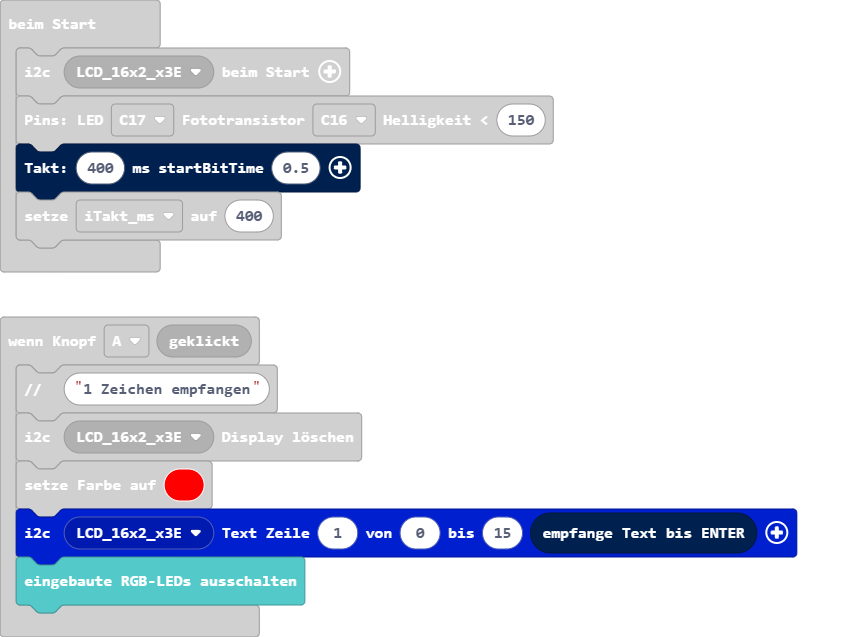 beim Start
i2c LCD_16x2_x3E beim Start
Pins: LED C17 Fototransistor C16 Helligkeit < 150
Takt: 400 ms startBitTime 0.5
setze iTakt_ms auf 400
wenn Knopf A geklickt
// "1 Zeichen empfangen"
i2c LCD_16x2_x3E Display löschen
setze Farbe auf
i2c LCD_16x2_x3E Text Zeile 1 von 0 bis 15 empfange Text bis ENTER
eingebaute RGB-LEDs ausschalten